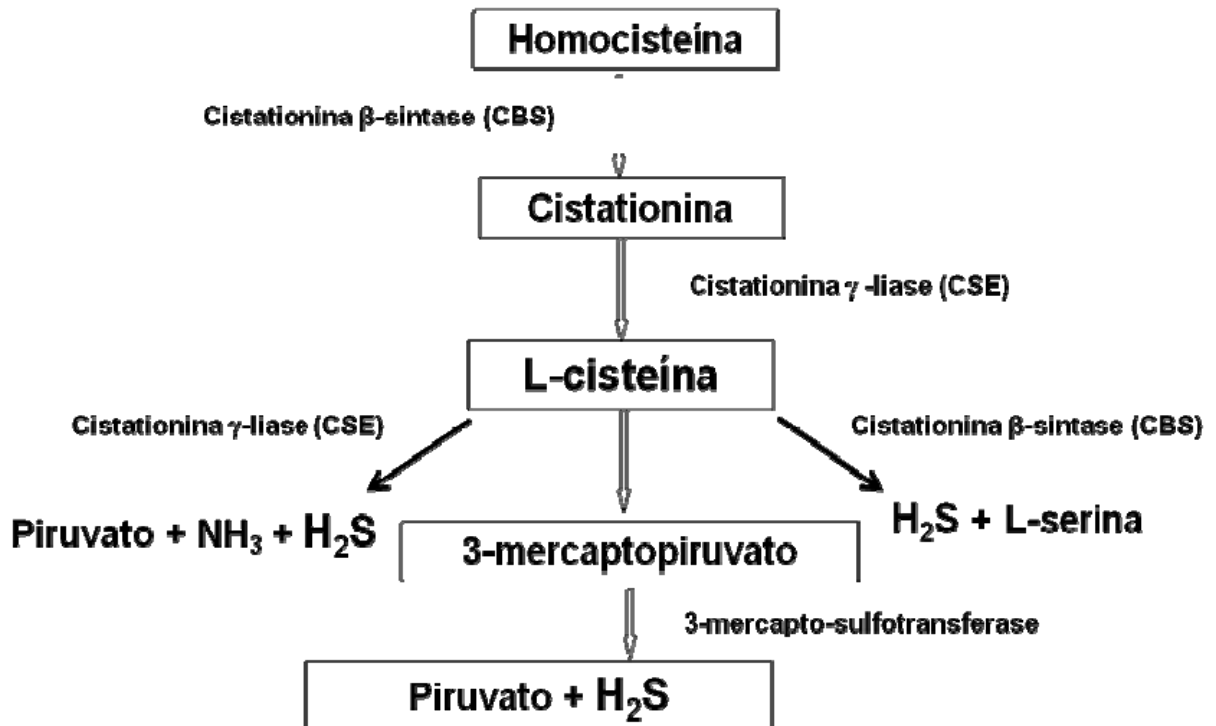 Homocisteína
Cistationina β-sintase (CBS)
Cistationina
Cistationina γ -liase (CSE)
L-cisteína
Cistationina γ-liase (CSE)
Cistationina β-sintase (CBS)
Piruvato + NH₃ + H₂S
H₂S + L-serina
3-mercaptopiruvato
3-mercapto-sulfotransferase
Piruvato + H₂S